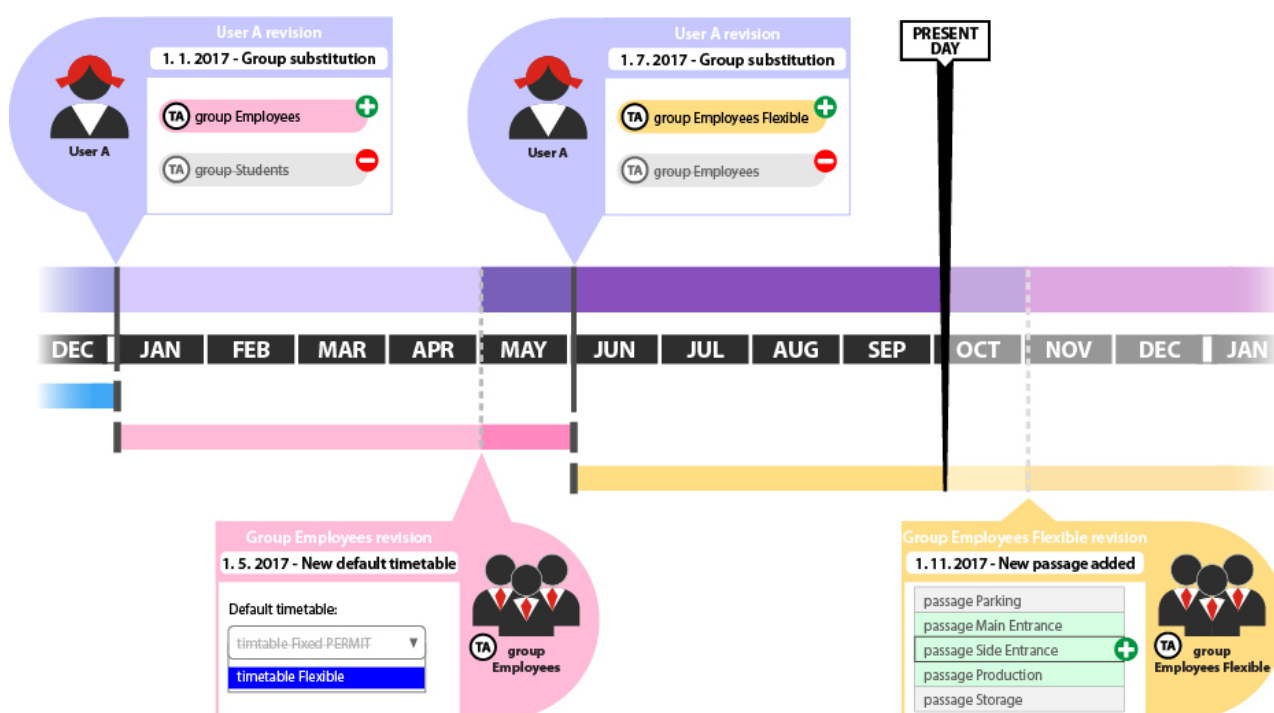 User A revision
1. 1. 2017 - Group substitution
TA group Employees
TA group Students
User A
User A revision
1. 7. 2017 - Group substitution
TA group Employees Flexible
TA group Employees
User A
PRESENT
DAY
DEC JAN FEB MAR APR MAY JUN JUL AUG SEP OCT NOV DEC JAN
Group Employees revision
1. 5. 2017 - New default timetable
Default timetable:
timtable Fixed PERMIT
timetable Flexible
TA group
Employees
Group Employees Flexible revision
1. 11. 2017 - New passage added
passage Parking
passage Main Entrance
passage Side Entrance
passage Production
passage Storage
TA group
Employees Flexible